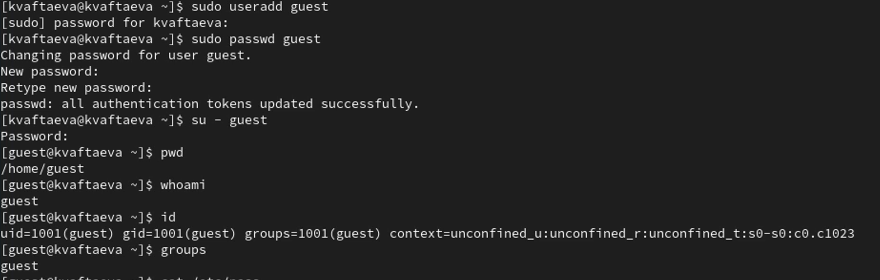 [kvaftaeva@kvaftaeva ~]$ sudo useradd guest
[sudo] password for kvaftaeva:
[kvaftaeva@kvaftaeva ~]$ sudo passwd guest
Changing password for user guest.
New password:
Retype new password:
passwd: all authentication tokens updated successfully.
[kvaftaeva@kvaftaeva ~]$ su - guest
Password:
[guest@kvaftaeva ~]$ pwd
/home/guest
[guest@kvaftaeva ~]$ whoami
guest
[guest@kvaftaeva ~]$ id
uid=1001(guest) gid=1001(guest) groups=1001(guest) context=unconfined_u:unconfined_r:unconfined_t:s0-s0:c0.c1023
[guest@kvaftaeva ~]$ groups
guest